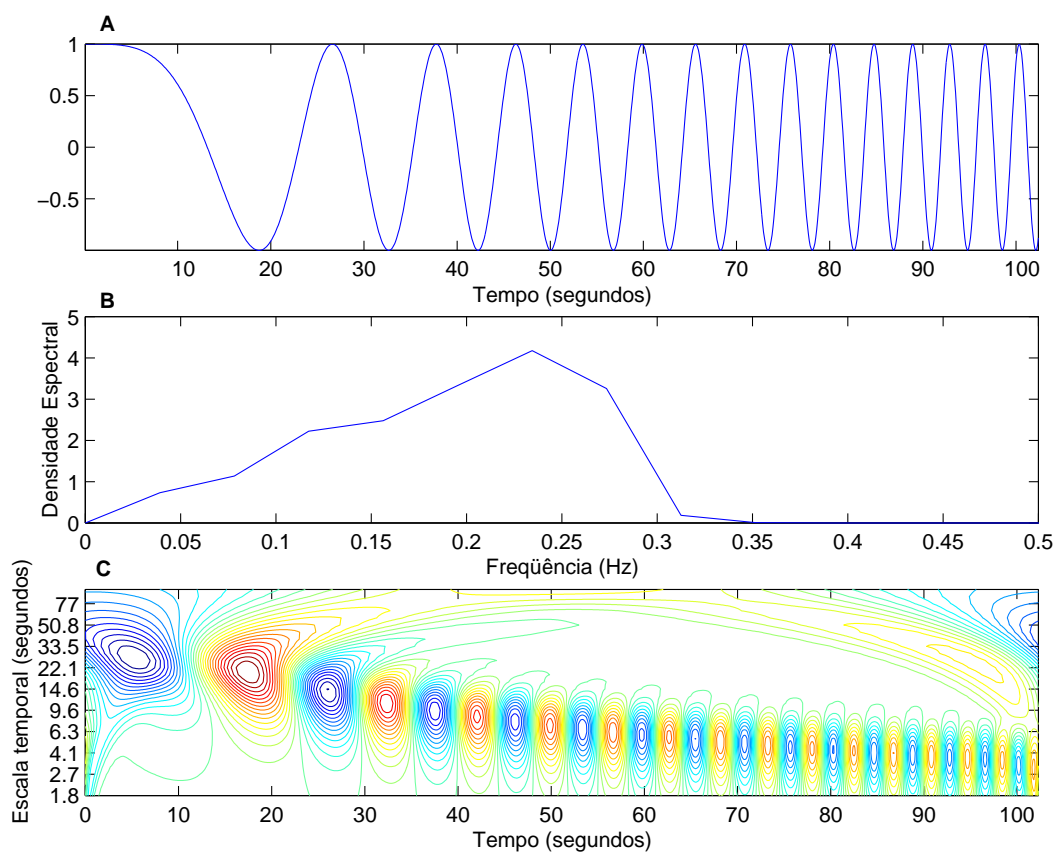 A
1
0.5
0
−0.5
10 20 30 40 50 60 70 80 90 100
Tempo (segundos)
B
5
4
3
2
1
0
Densidade Espectral
0 0.05 0.1 0.15 0.2 0.25 0.3 0.35 0.4 0.45 0.5
Freqüência (Hz)
C
77
50.8
33.5
22.1
14.6
9.6
6.3
4.1
2.7
1.8
Escala temporal (segundos)
0 10 20 30 40 50 60 70 80 90 100
Tempo (segundos)